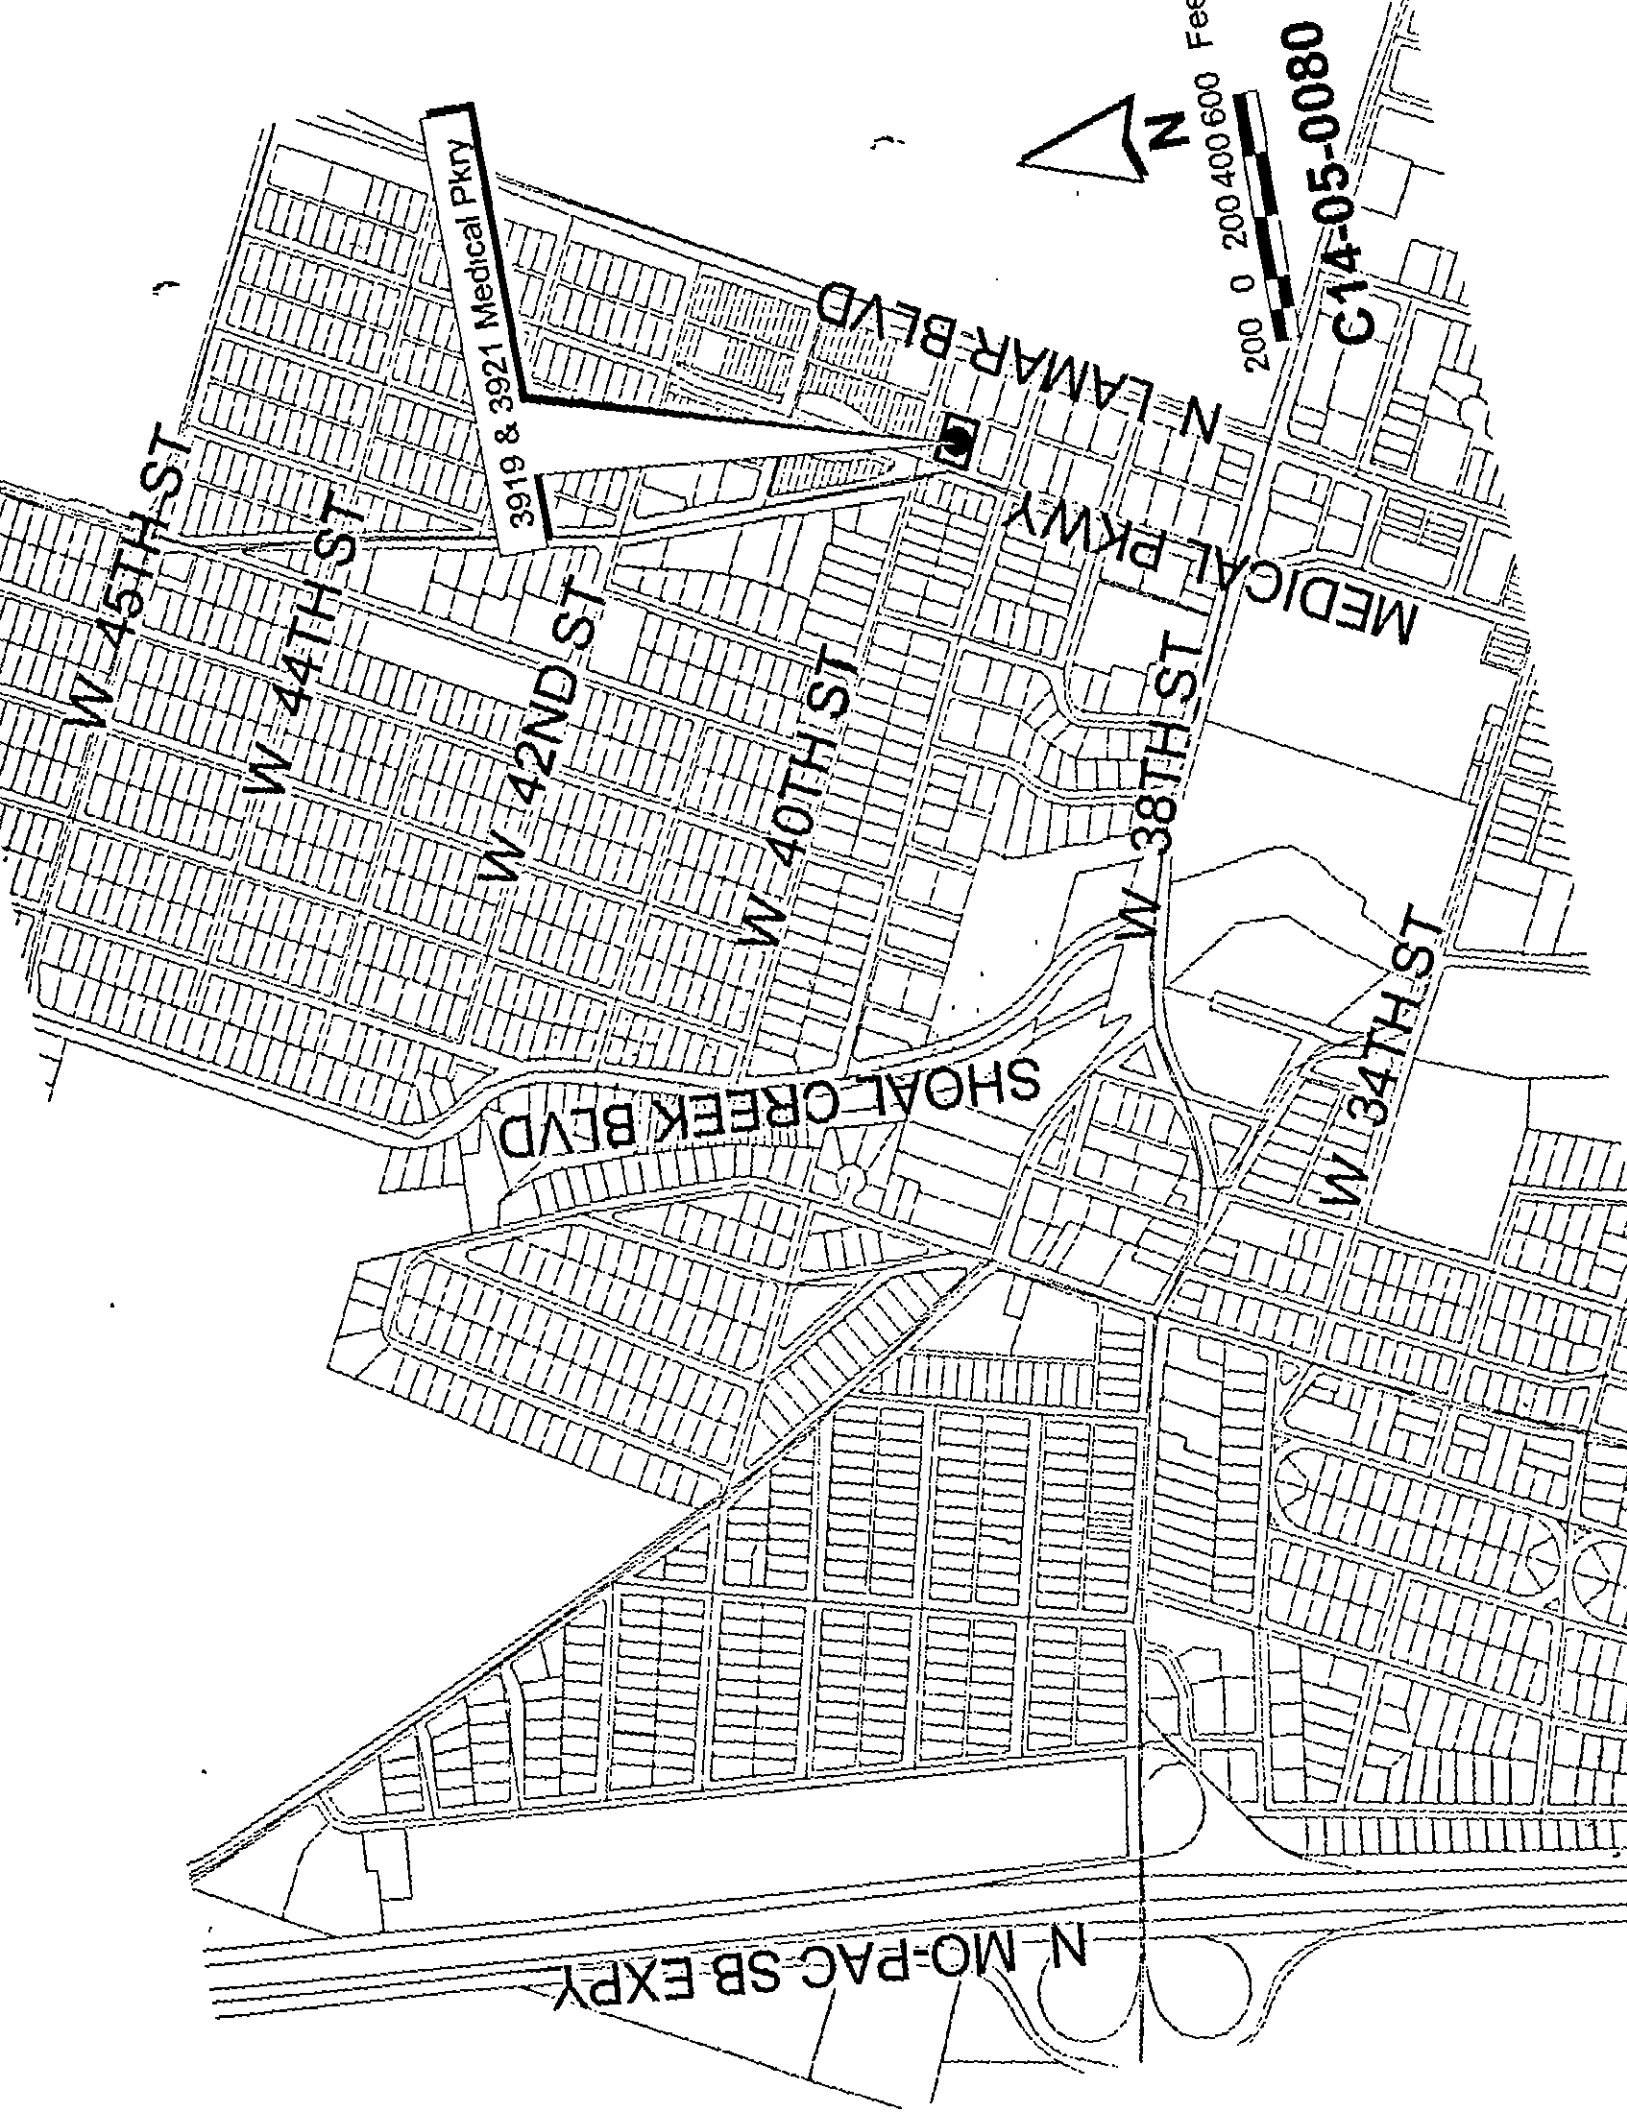 W 45TH ST
W 44TH ST
W 42ND ST
W 40TH ST
W 38TH ST
W 34TH ST
3919 & 3921 Medical Pkry
N LAMAR BLVD
MEDICAL PKWY
SHOAL CREEK BLVD
N MO-PAC SB EXPY
N
200 0 200 400 600 Fee
C14-05-0080